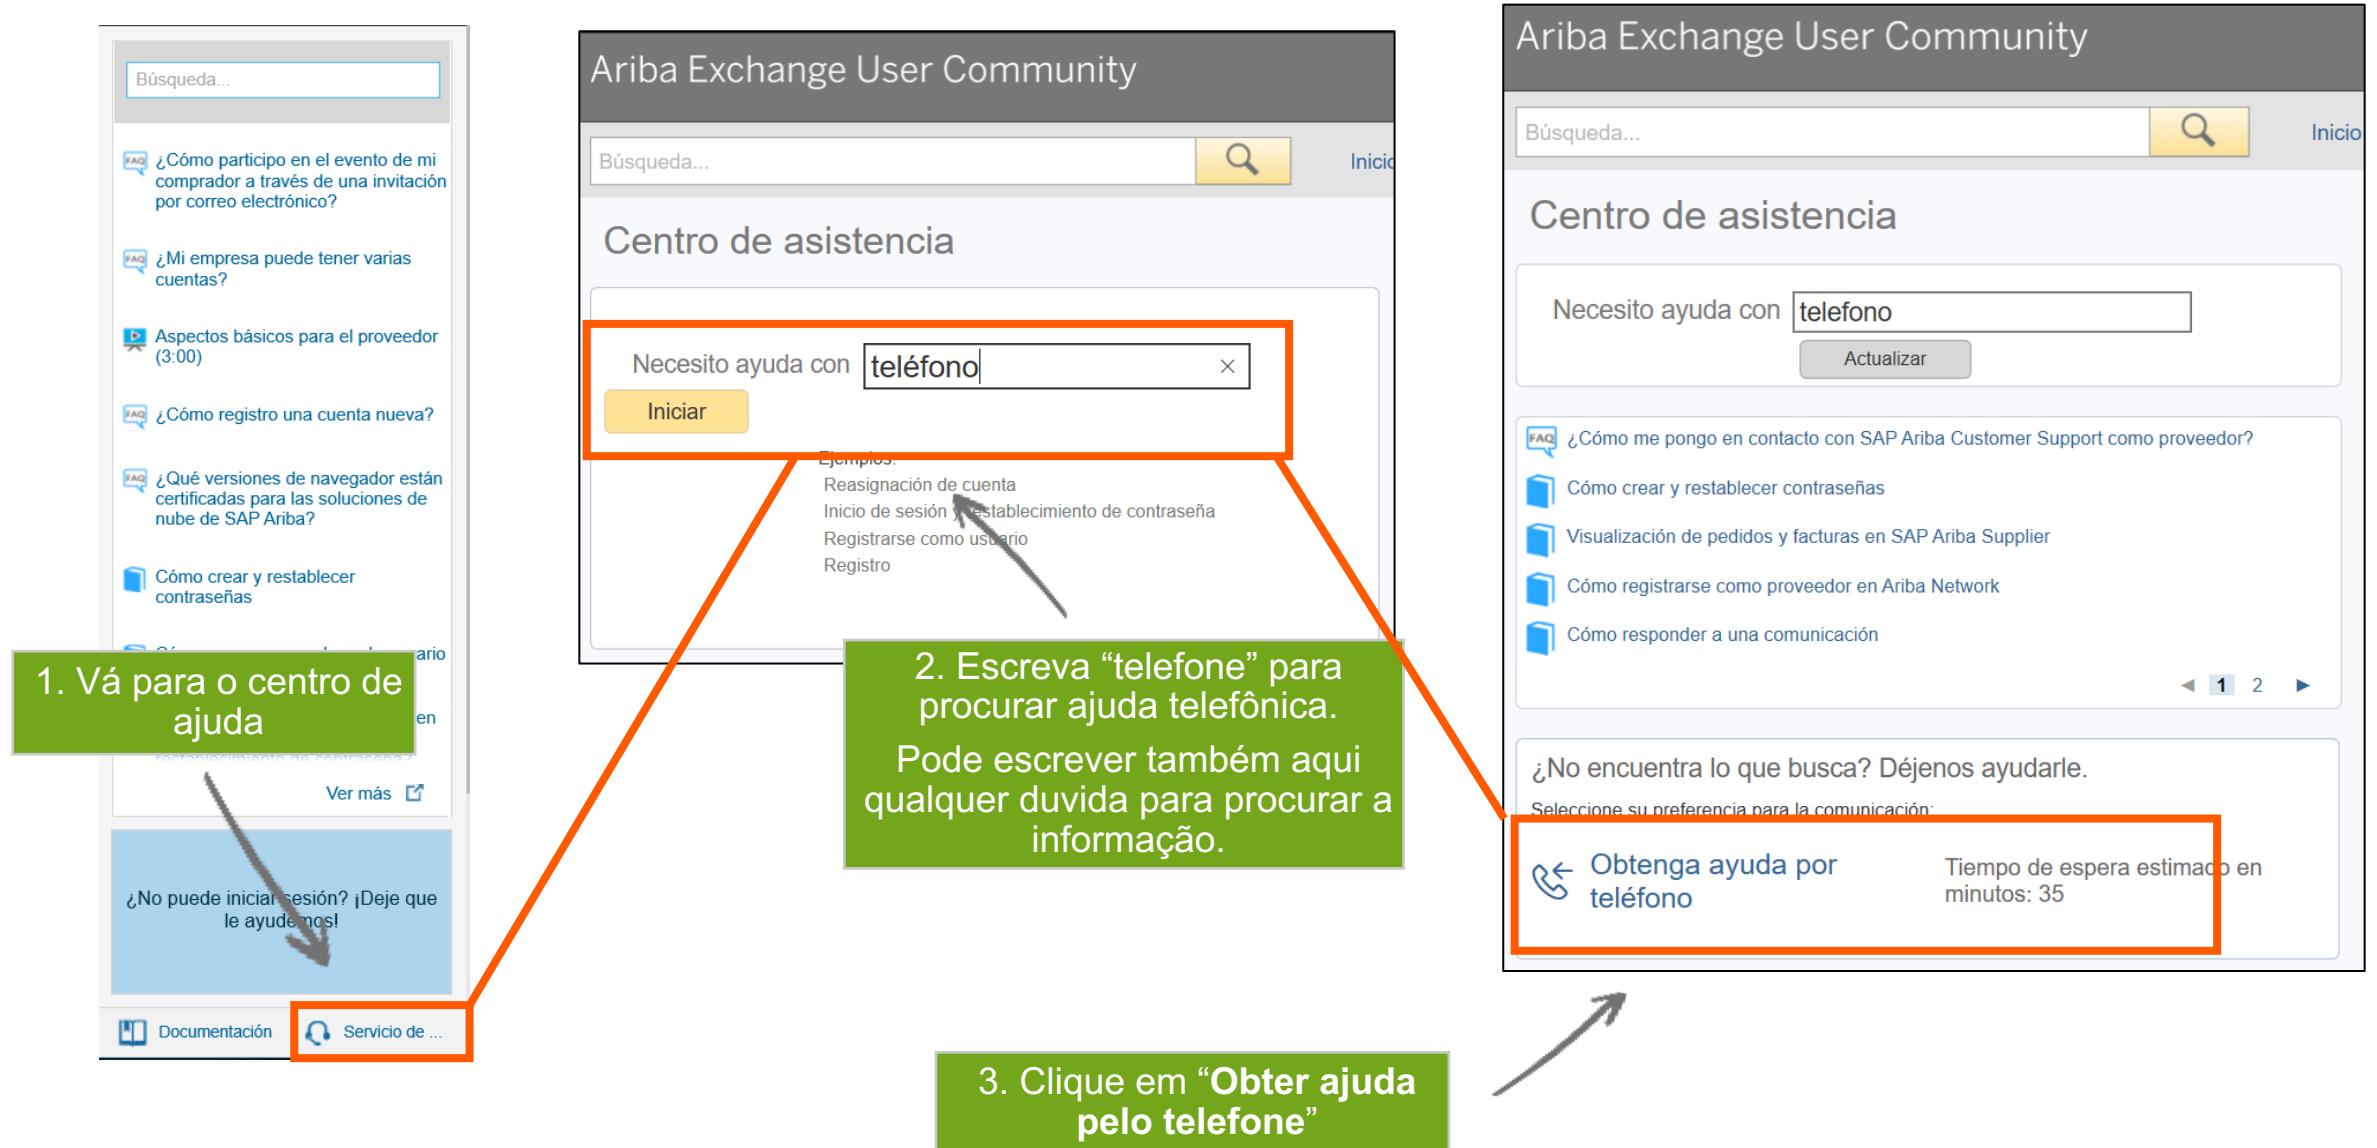 Búsqueda...
¿Cómo participo en el evento de mi
comprador a través de una invitación
por correo electrónico?
¿Mi empresa puede tener varias
cuentas?
Aspectos básicos para el proveedor
(3:00)
¿Cómo registro una cuenta nueva?
¿Qué versiones de navegador están
certificadas para las soluciones de
nube de SAP Ariba?
Cómo crear y restablecer
contraseñas
1. Vá para o centro de
ajuda
en
restablecimiento de contraseña?
Ver más
¿No puede iniciar sesión? ¡Deje que
le ayudemos!
Documentación
Servicio de ...
Ariba Exchange User Community
Búsqueda...
Inicio
Centro de asistencia
Necesito ayuda con teléfono ×
Iniciar
Ejemplos:
Reasignación de cuenta
Inicio de sesión y restablecimiento de contraseña
Registrarse como usuario
Registro
2. Escreva “telefone” para
procurar ajuda telefônica.
Pode escrever também aqui
qualquer duvida para procurar a
informação.
Ariba Exchange User Community
Búsqueda...
Inicio
Centro de asistencia
Necesito ayuda con telefono
Actualizar
FAQ ¿Cómo me pongo en contacto con SAP Ariba Customer Support como proveedor?
Cómo crear y restablecer contraseñas
Visualización de pedidos y facturas en SAP Ariba Supplier
Cómo registrarse como proveedor en Ariba Network
Cómo responder a una comunicación
1 2
¿No encuentra lo que busca? Déjenos ayudarle.
Seleccione su preferencia para la comunicación:
Obtenga ayuda por
teléfono
Tiempo de espera estimado en
minutos: 35
3. Clique em “Obter ajuda
pelo telefone”